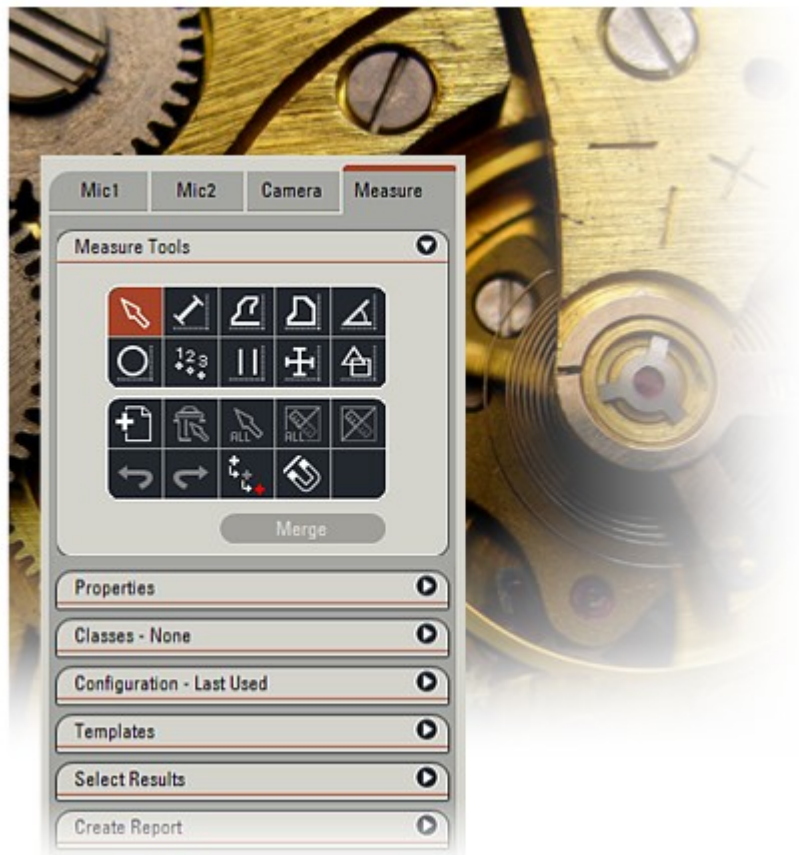 Mic1 Mic2 Camera Measure
Measure Tools
123
ALL ALL
Merge
Properties
Classes - None
Configuration - Last Used
Templates
Select Results
Create Report